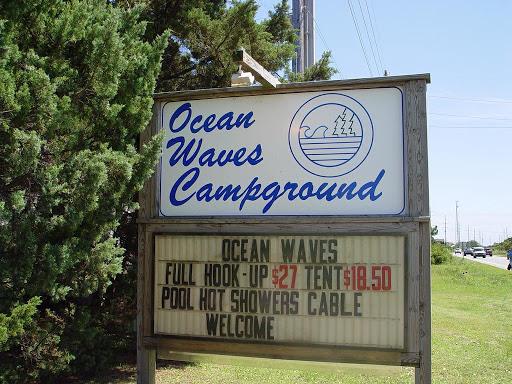 Ocean
Waves
Campground
OCEAN WAVES
FULL HOOK-UP $27 TENT $18.50
POOL HOT SHOWERS CABLE
WELCOME